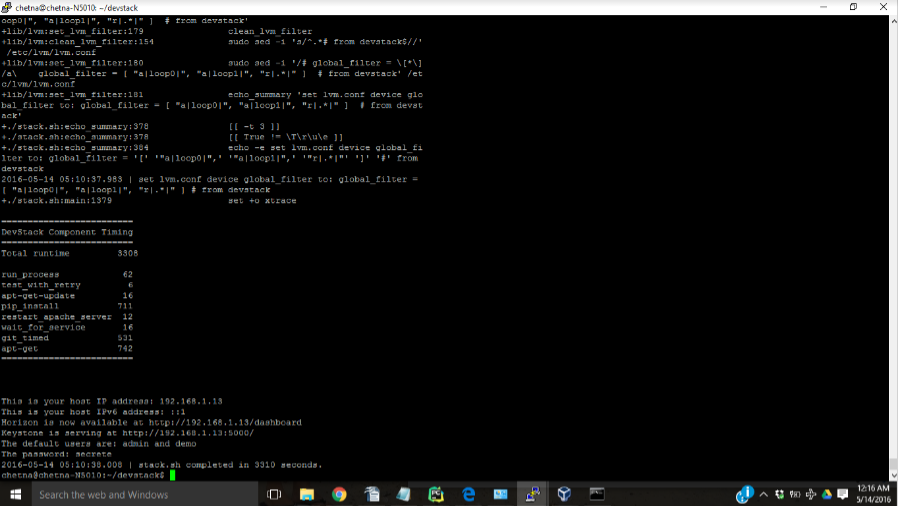 chetna@chetna-N5010: ~/devstack
oop0|", "a|loop1|", "r|.*|" ]  # from devstack'
+lib/lvm:set_lvm_filter:179 clean_lvm_filter
+lib/lvm:clean_lvm_filter:154 sudo sed -i 's/^.*# from devstack$//'
/etc/lvm/lvm.conf
+lib/lvm:set_lvm_filter:180 sudo sed -i '/# global_filter = \[*\]
/a\    global_filter = [ "a|loop0|", "a|loop1|", "r|.*|" ]  # from devstack' /et
c/lvm/lvm.conf
+lib/lvm:set_lvm_filter:181 echo_summary 'set lvm.conf device glo
bal_filter to: global_filter = [ "a|loop0|", "a|loop1|", "r|.*|" ]  # from devst
ack'
+./stack.sh:echo_summary:378 [[ -t 3 ]]
+./stack.sh:echo_summary:378 [[ True != \T\r\u\e ]]
+./stack.sh:echo_summary:384 echo -e set lvm.conf device global_fi
lter to: global_filter = '[' '"a|loop0|",' '"a|loop1|",' '"r|.*|"' ']' '#' from
devstack
2016-05-14 05:10:37.983 | set lvm.conf device global_filter to: global_filter =
[ "a|loop0|", "a|loop1|", "r|.*|" ] # from devstack
+./stack.sh:main:1379 set +o xtrace
=========================
DevStack Component Timing
=========================
Total runtime 3308
run_process 62
test_with_retry 6
apt-get-update 16
pip_install 711
restart_apache_server 12
wait_for_service 16
git_timed 531
apt-get 742
=========================
This is your host IP address: 192.168.1.13
This is your host IPv6 address: ::1
Horizon is now available at http://192.168.1.13/dashboard
Keystone is serving at http://192.168.1.13:5000/
The default users are: admin and demo
The password: secrete
2016-05-14 05:10:38.008 | stack.sh completed in 3310 seconds.
chetna@chetna-N5010:~/devstack$
Search the web and Windows
12:16 AM
5/14/2016